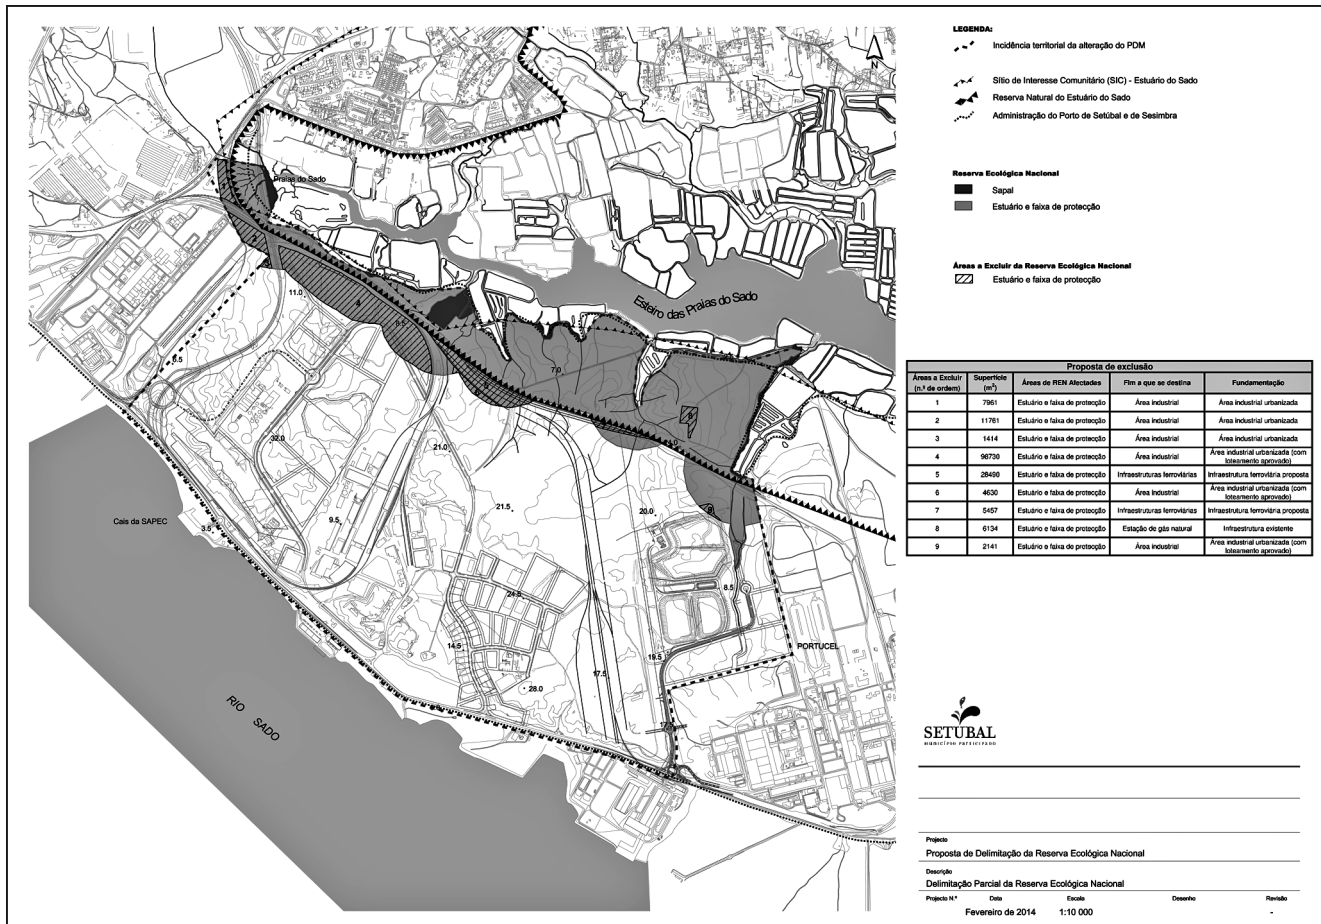 LEGENDA:
Incidência territorial da alteração do PDM
Sítio de Interesse Comunitário (SIC) - Estuário do Sado
Reserva Natural do Estuário do Sado
Administração do Porto de Setúbal e de Sesimbra
Reserva Ecológica Nacional
Sapal
Estuário e faixa de protecção
Áreas a Excluir da Reserva Ecológica Nacional
Estuário e faixa de protecção
N
Praias do Sado
Esteiro das Praias do Sado
11.0
4
8.5
6.5
7.0
8
32.0
21.0
21.5
20.0
9
9.5
3.5
Cais da SAPEC
24.5
8.5
14.5
19.5
PORTUCEL
28.0
17.5
RIO SADO
Proposta de exclusão
Áreas a Excluir (n.º de ordem) Superfície (m²) Áreas de REN Afectadas Fim a que se destina Fundamentação
1 7961 Estuário e faixa de protecção Área industrial Área industrial urbanizada
2 11761 Estuário e faixa de protecção Área industrial Área industrial urbanizada
3 1414 Estuário e faixa de protecção Área industrial Área industrial urbanizada
4 96730 Estuário e faixa de protecção Área industrial Área industrial urbanizada (com loteamento aprovado)
5 28490 Estuário e faixa de protecção Infraestruturas ferroviárias Infraestrutura ferroviária proposta
6 4630 Estuário e faixa de protecção Área industrial Área industrial urbanizada (com loteamento aprovado)
7 5457 Estuário e faixa de protecção Infraestruturas ferroviárias Infraestrutura ferroviária proposta
8 6134 Estuário e faixa de protecção Estação de gás natural Infraestrutura existente
9 2141 Estuário e faixa de protecção Área industrial Área industrial urbanizada (com loteamento aprovado)
SETÚBAL
MUNICÍPIO PARTICIPADO
Projecto
Proposta de Delimitação da Reserva Ecológica Nacional
Descrição
Delimitação Parcial da Reserva Ecológica Nacional
Projecto N.º Data Escala Desenho Revisão
Fevereiro de 2014 1:10 000 -